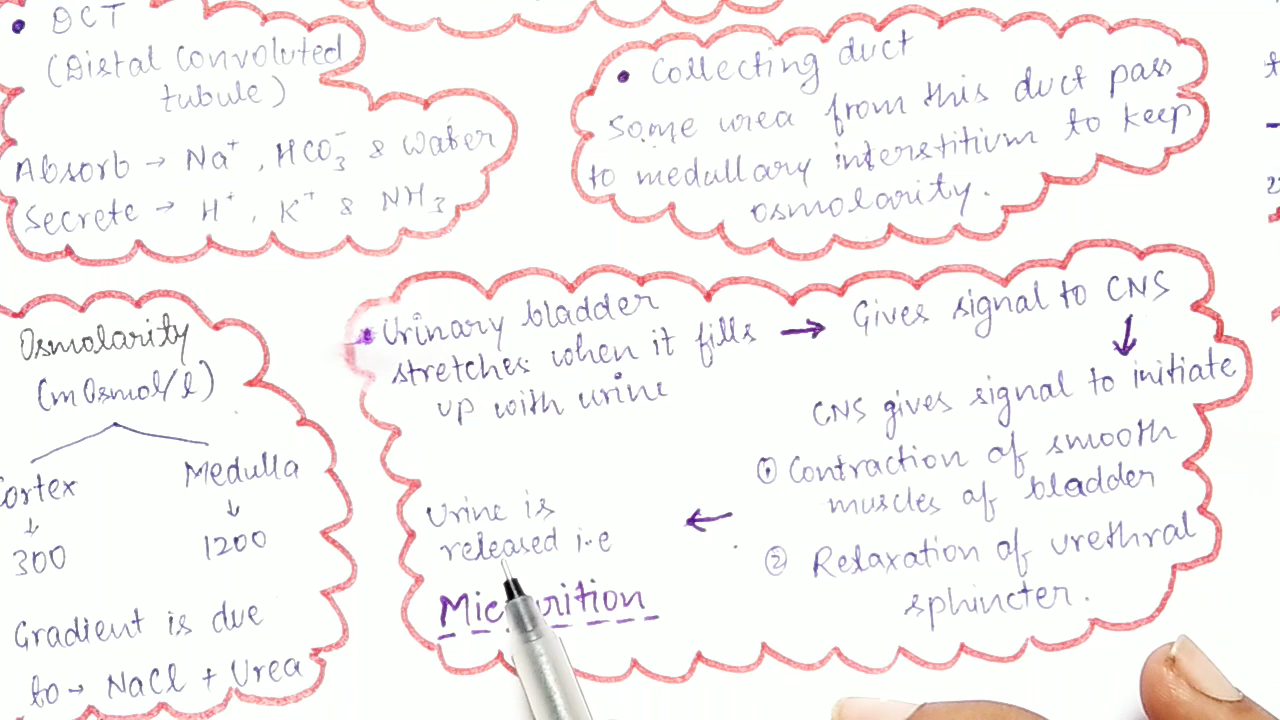 • DCT
(Distal convoluted
tubule)
Absorb → Na⁺, HCO₃⁻ & Water
Secrete → H⁺, K⁺ & NH₃
• Collecting duct
Some urea from this duct pass
to medullary interstitium to keep
osmolarity.
Osmolarity
(mOsmol/l)
Medulla
↓
300
↓
1200
Gradient is due
to → NaCl + Urea
• Urinary bladder
stretches when it fills
up with urine
→ Gives signal to CNS
↓
CNS gives signal to initiate
① Contraction of smooth
muscles of bladder
② Relaxation of urethral
sphincter.
←
Urine is
released i.e